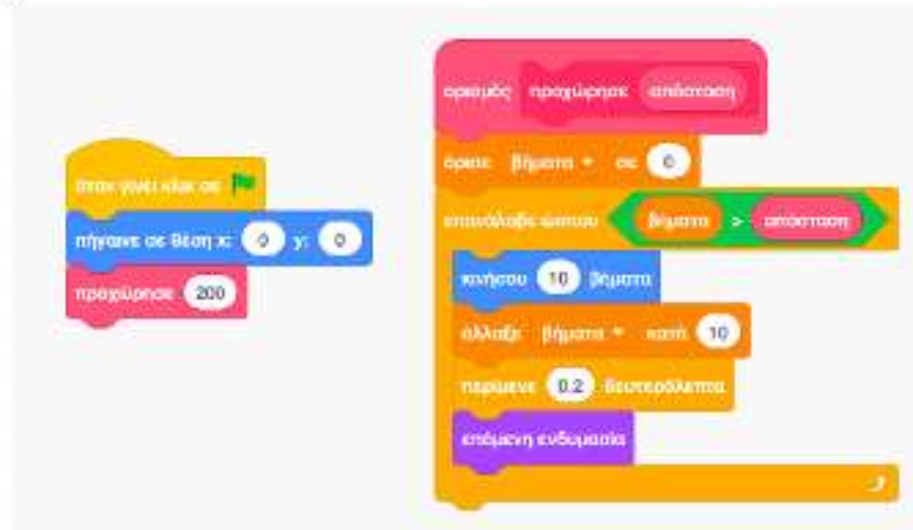 όταν γίνει κλικ σε
πήγαινε σε θέση x: 0 y: 0
προχώρησε 200
ορισμός προχώρησε απόσταση
όρισε βήματα σε 0
επανάλαβε ώσπου βήματα > απόσταση
κινήσου 10 βήματα
άλλαξε βήματα κατά 10
περίμενε 0.2 δευτερόλεπτα
επόμενη ενδυμασία